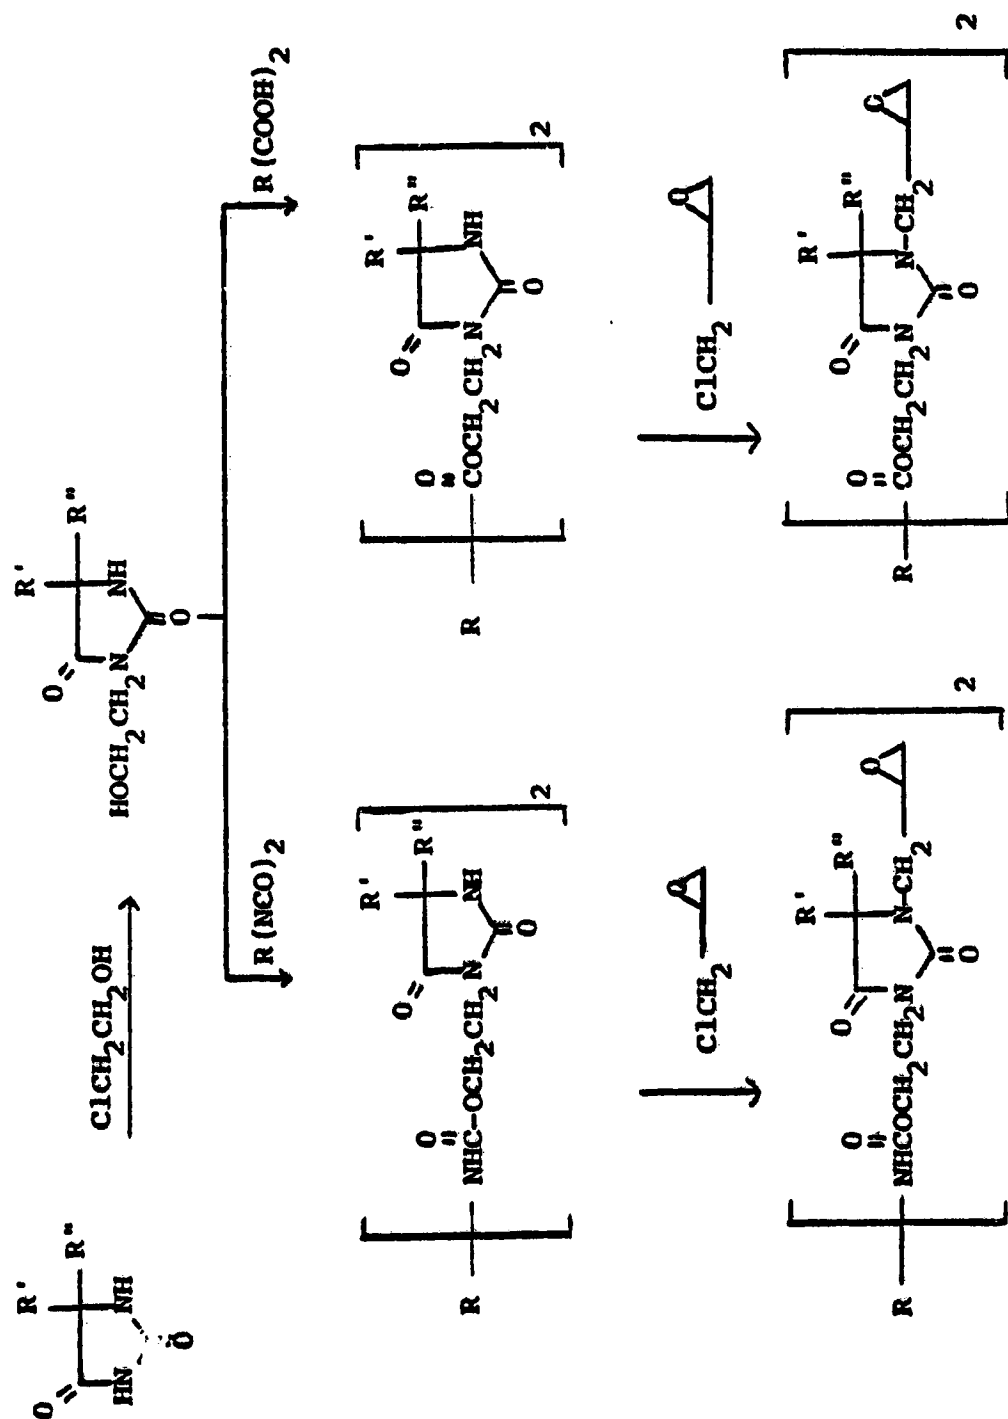 R' R"
O
HN NH
O
ClCH2CH2OH
R' R"
O
HOCH2CH2N NH
O
R(NCO)2
R(COOH)2
R' R"
O O
R NHC-OCH2CH2N NH
O
2
R' R"
O O
R COCH2CH2N NH
O
2
ClCH2 O
ClCH2 O
R' R"
O O O
R NHCOCH2CH2N N-CH2
O
2
R' R"
O O O
R COCH2CH2N N-CH2
O
2